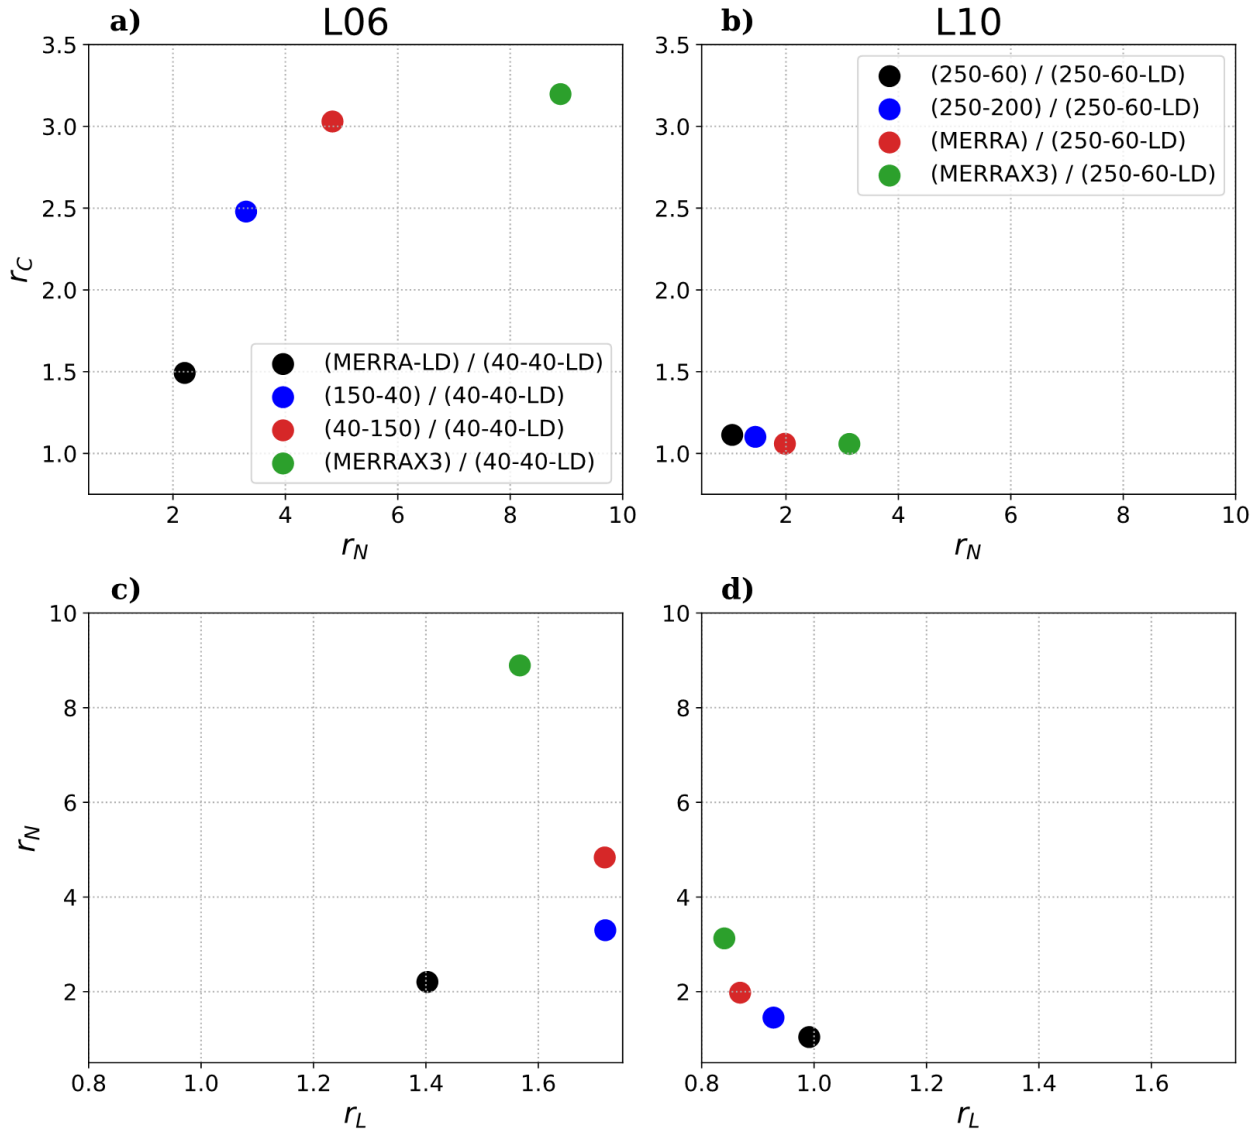 a) L06
3.5
3.0
2.5
2.0
1.5
1.0
r_C
(MERRA-LD) / (40-40-LD)
(150-40) / (40-40-LD)
(40-150) / (40-40-LD)
(MERRAX3) / (40-40-LD)
2 4 6 8 10
r_N
b) L10
3.5
3.0
2.5
2.0
1.5
1.0
(250-60) / (250-60-LD)
(250-200) / (250-60-LD)
(MERRA) / (250-60-LD)
(MERRAX3) / (250-60-LD)
2 4 6 8 10
r_N
c)
10
8
6
4
2
r_N
0.8 1.0 1.2 1.4 1.6
r_L
d)
10
8
6
4
2
0.8 1.0 1.2 1.4 1.6
r_L